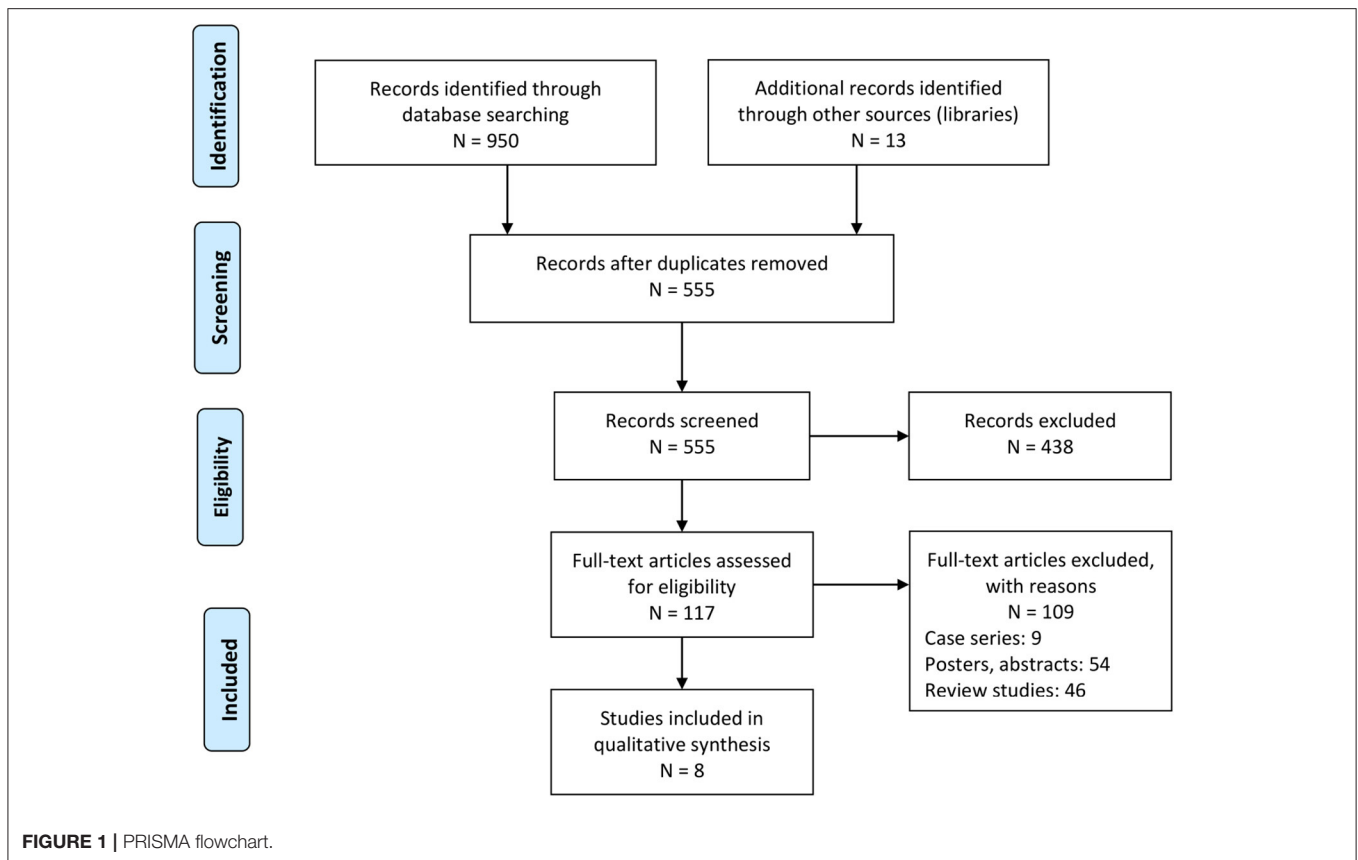 Identification
Records identified through
database searching
N = 950
Additional records identified
through other sources (libraries)
N = 13
Screening
Records after duplicates removed
N = 555
Records screened
N = 555
Records excluded
N = 438
Eligibility
Full-text articles assessed
for eligibility
N = 117
Full-text articles excluded,
with reasons
N = 109
Case series: 9
Posters, abstracts: 54
Review studies: 46
Included
Studies included in
qualitative synthesis
N = 8
FIGURE 1 | PRISMA flowchart.